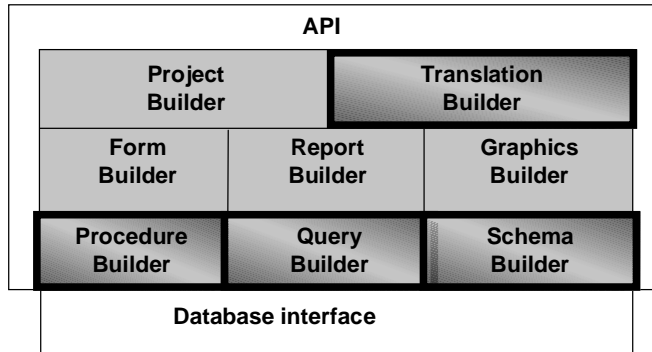 API
Project Translation
Builder Builder
Form Report Graphics
Builder Builder Builder
Procedure Query Schema
Builder Builder Builder
Database interface